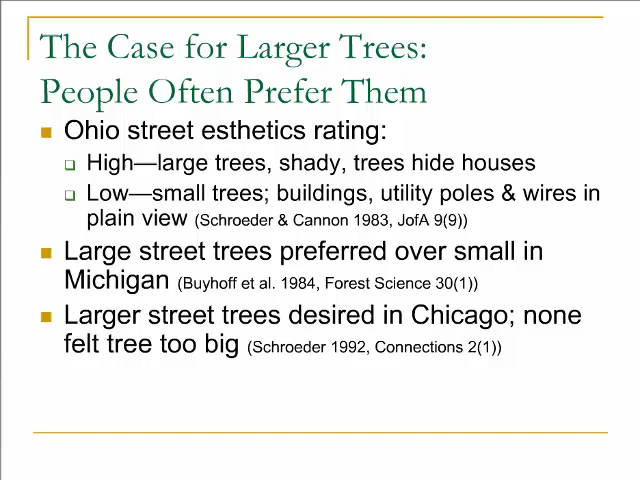 The Case for Larger Trees:
People Often Prefer Them
Ohio street esthetics rating:
High—large trees, shady, trees hide houses
Low—small trees; buildings, utility poles & wires in
plain view (Schroeder & Cannon 1983, JofA 9(9))
Large street trees preferred over small in
Michigan (Buyhoff et al. 1984, Forest Science 30(1))
Larger street trees desired in Chicago; none
felt tree too big (Schroeder 1992, Connections 2(1))